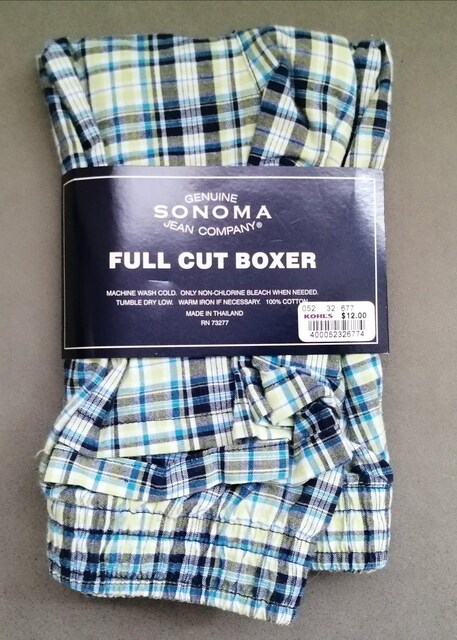 GENUINE
SONOMA
JEAN COMPANY®
FULL CUT BOXER
MACHINE WASH COLD. ONLY NON-CHLORINE BLEACH WHEN NEEDED.
TUMBLE DRY LOW. WARM IRON IF NECESSARY. 100% COTTON
MADE IN THAILAND
RN 73277
052 32 677
KOHL'S $12.00
400052326774